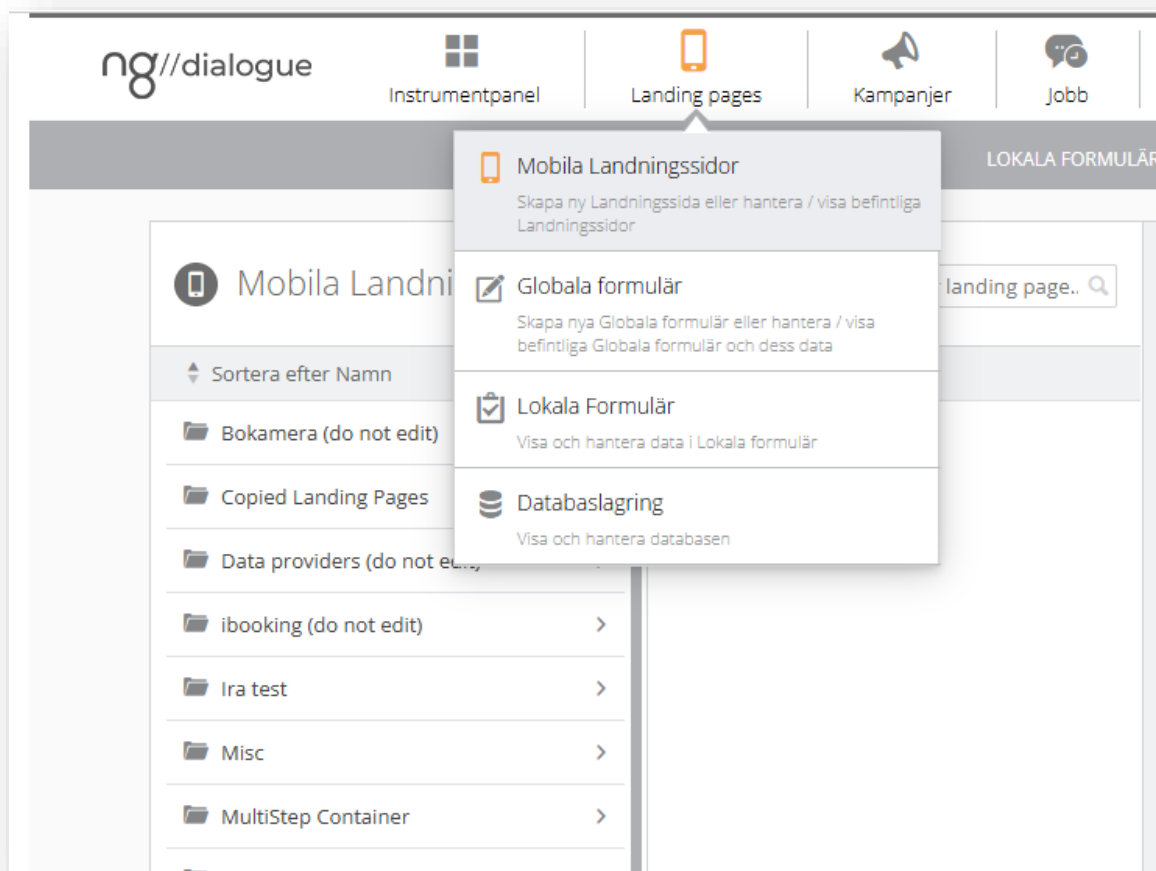 ng//dialogue
Instrumentpanel
Landing pages
Kampanjer
Jobb
LOKALA FORMULÄR
Mobila Landningssidor
Skapa ny Landningssida eller hantera / visa befintliga
Landningssidor
Globala formulär
Skapa nya Globala formulär eller hantera / visa
befintliga Globala formulär och dess data
Lokala Formulär
Visa och hantera data i Lokala formulär
Databaslagring
Visa och hantera databasen
Mobila Landni
landing page..
Sortera efter Namn
Bokamera (do not edit)
Copied Landing Pages
Data providers (do not edit)
ibooking (do not edit)
Ira test
Misc
MultiStep Container